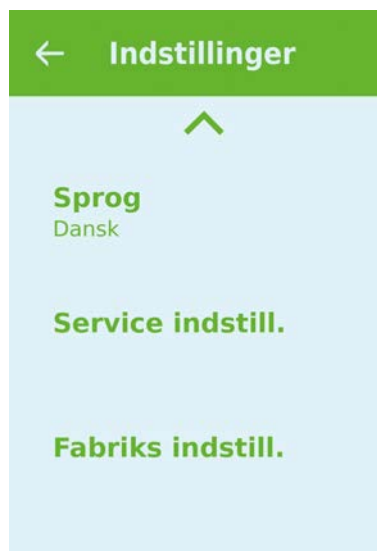 Indstillinger
Sprog
Dansk
Service indstill.
Fabriks indstill.